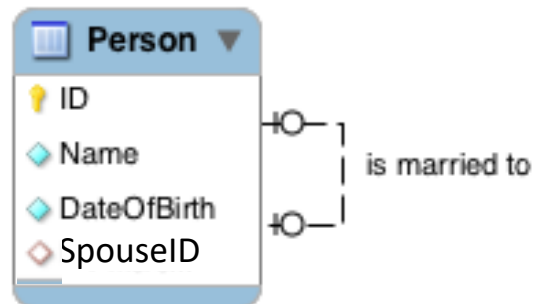 Person
ID
Name
DateOfBirth
SpouseID
is married to